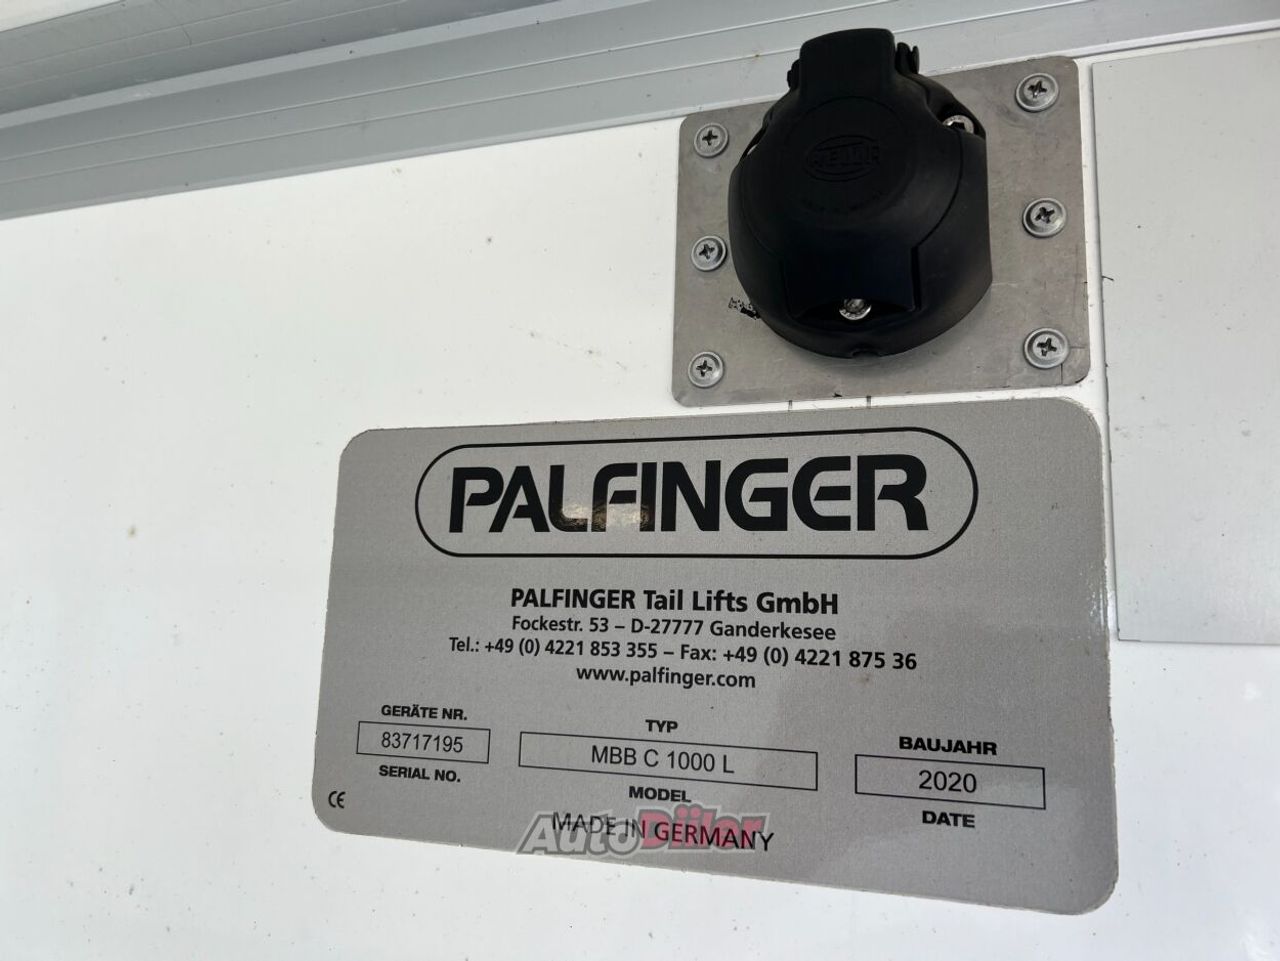 PALFINGER
PALFINGER Tail Lifts GmbH
Fockestr. 53 – D-27777 Ganderkesee
Tel.: +49 (0) 4221 853 355 – Fax: +49 (0) 4221 875 36
www.palfinger.com
GERÄTE NR.
83717195
SERIAL NO.
TYP
MBB C 1000 L
MODEL
BAUJAHR
2020
DATE
CE
MADE IN GERMANY
AutoDiiler